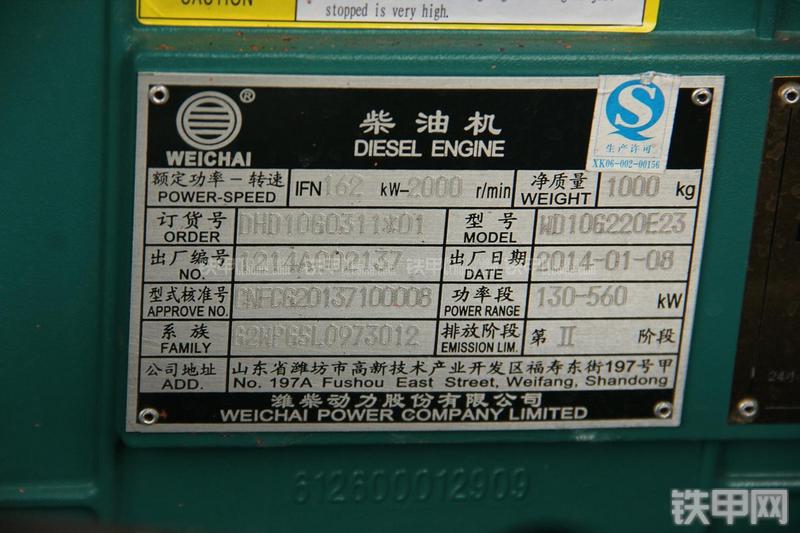 CAUTION
stopped is very high.
WEICHAI ®
柴油机
DIESEL ENGINE
生产许可
XK06-002-00156
额定功率-转速 IFN162 kW-2000 r/min 净质量 1000 kg
POWER-SPEED WEIGHT
订货号 DHD10G0311*01 型号 WD10G220E23
ORDER MODEL
出厂编号 1214A002137 出厂日期 2014-01-08
NO. DATE
型式核准号 CNFCG20137100008 功率段 130-560 kW
APPROVE NO. POWER RANGE
系族 排放阶段 第 II 阶段
FAMILY EMISSION LIM.
公司地址 山东省潍坊市高新技术产业开发区福寿东街197号甲
ADD. No. 197A Fushou East Street, Weifang, Shandong
潍柴动力股份有限公司
WEICHAI POWER COMPANY LIMITED
612600012909
铁甲网